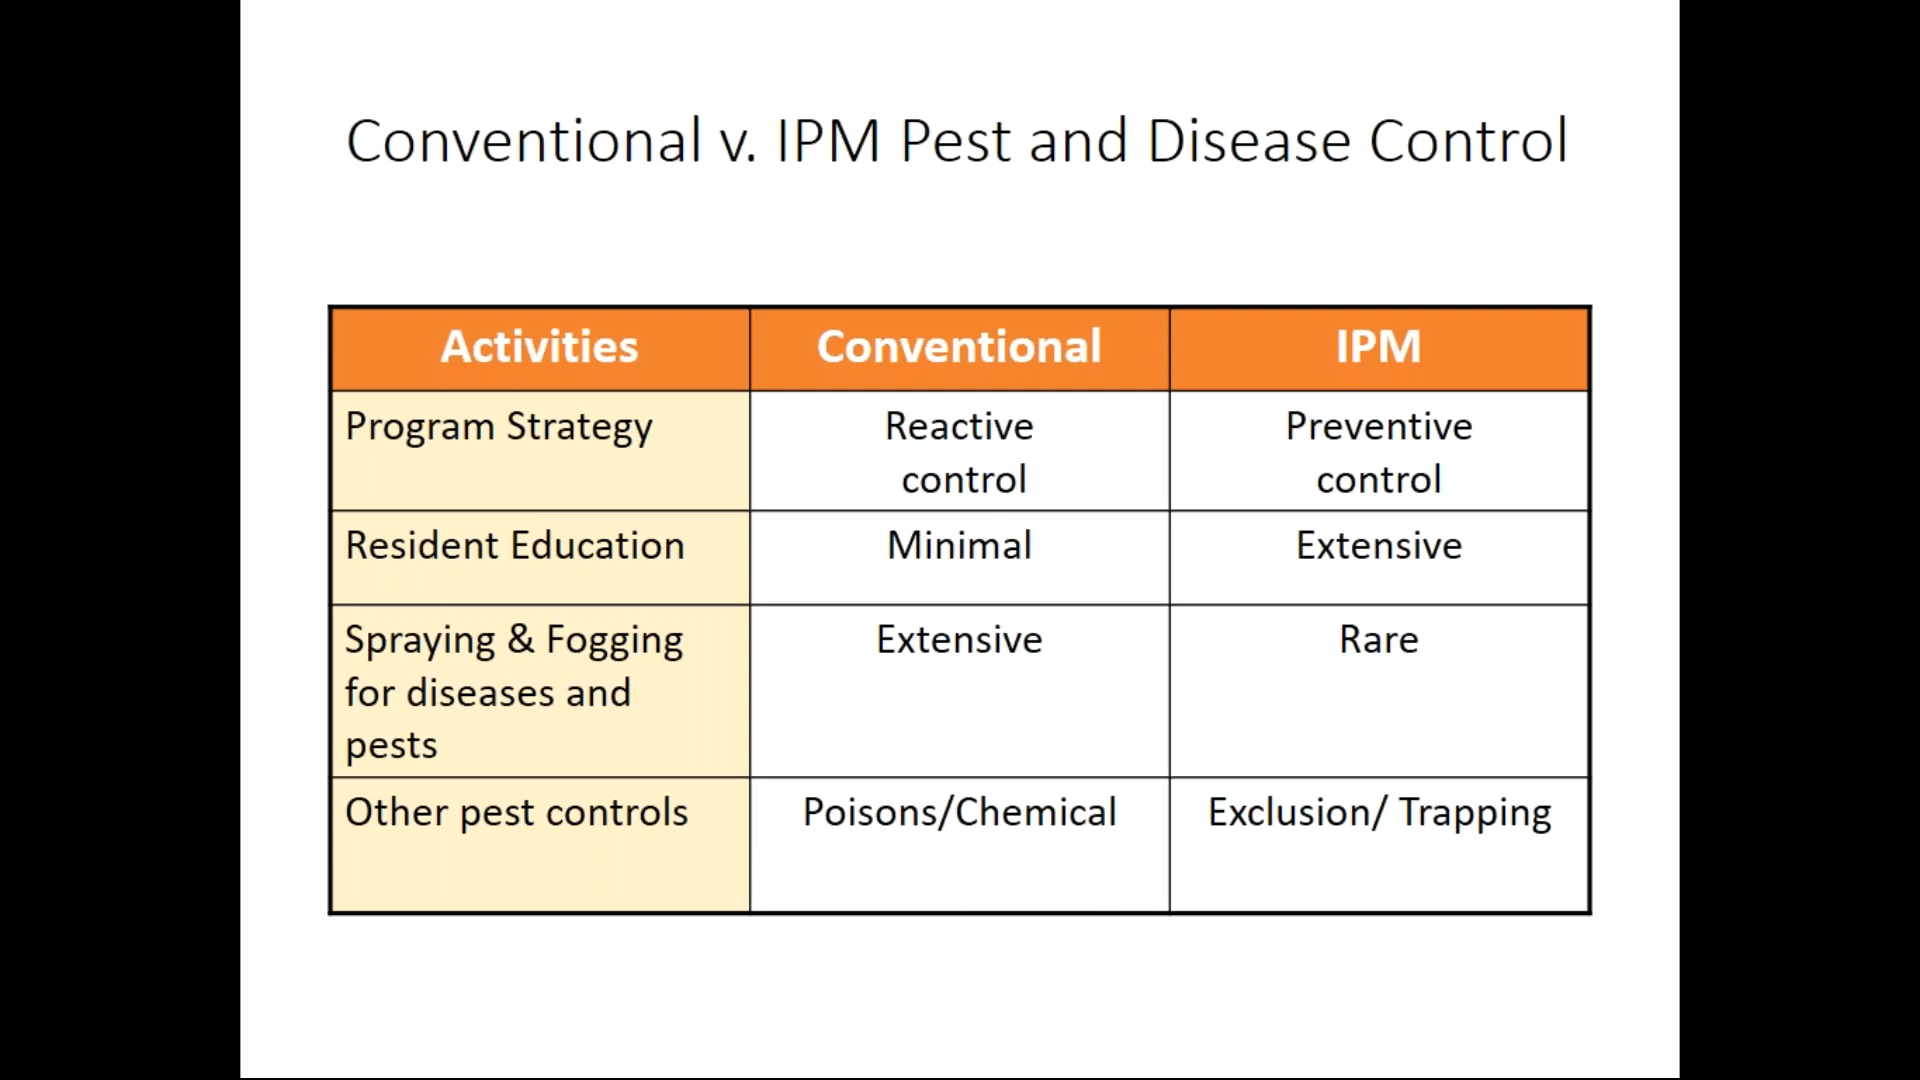 Conventional v. IPM Pest and Disease Control
Activities Conventional IPM
Program Strategy Reactive Preventive
control control
Resident Education Minimal Extensive
Spraying & Fogging Extensive Rare
for diseases and
pests
Other pest controls Poisons/Chemical Exclusion/ Trapping